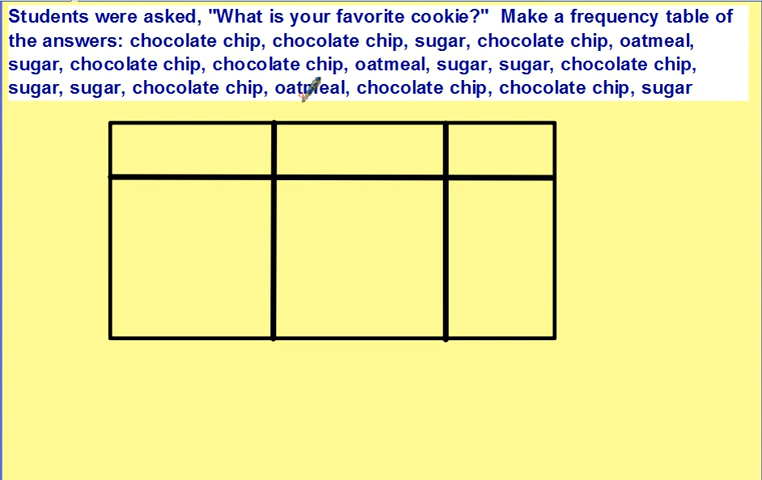 Students were asked, "What is your favorite cookie?" Make a frequency table of
the answers: chocolate chip, chocolate chip, sugar, chocolate chip, oatmeal,
sugar, chocolate chip, chocolate chip, oatmeal, sugar, sugar, chocolate chip,
sugar, sugar, chocolate chip, oatmeal, chocolate chip, chocolate chip, sugar